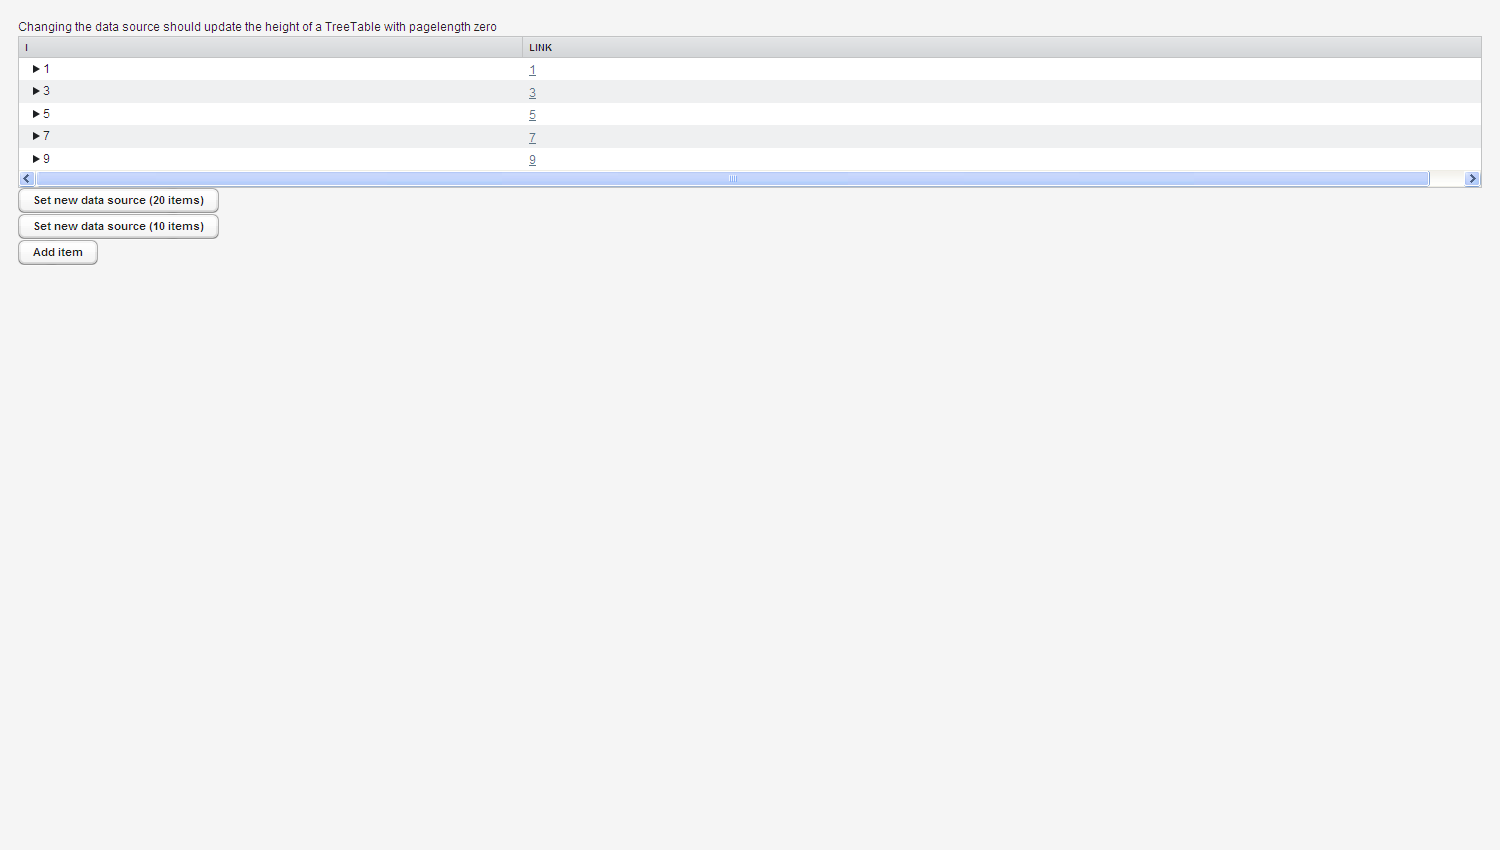 Changing the data source should update the height of a TreeTable with pagelength zero
I LINK
1 1
3 3
5 5
7 7
9 9
Set new data source (20 items)
Set new data source (10 items)
Add item